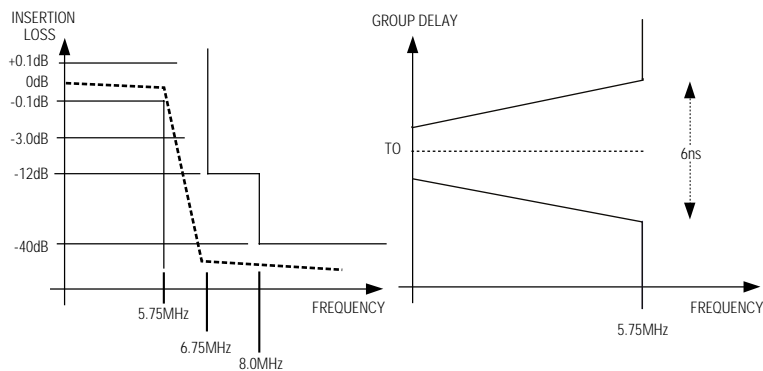 INSERTION
LOSS
+0.1dB
0dB
-0.1dB
-3.0dB
-12dB
-40dB
FREQUENCY
5.75MHz
6.75MHz
8.0MHz
GROUP DELAY
TO
6ns
FREQUENCY
5.75MHz